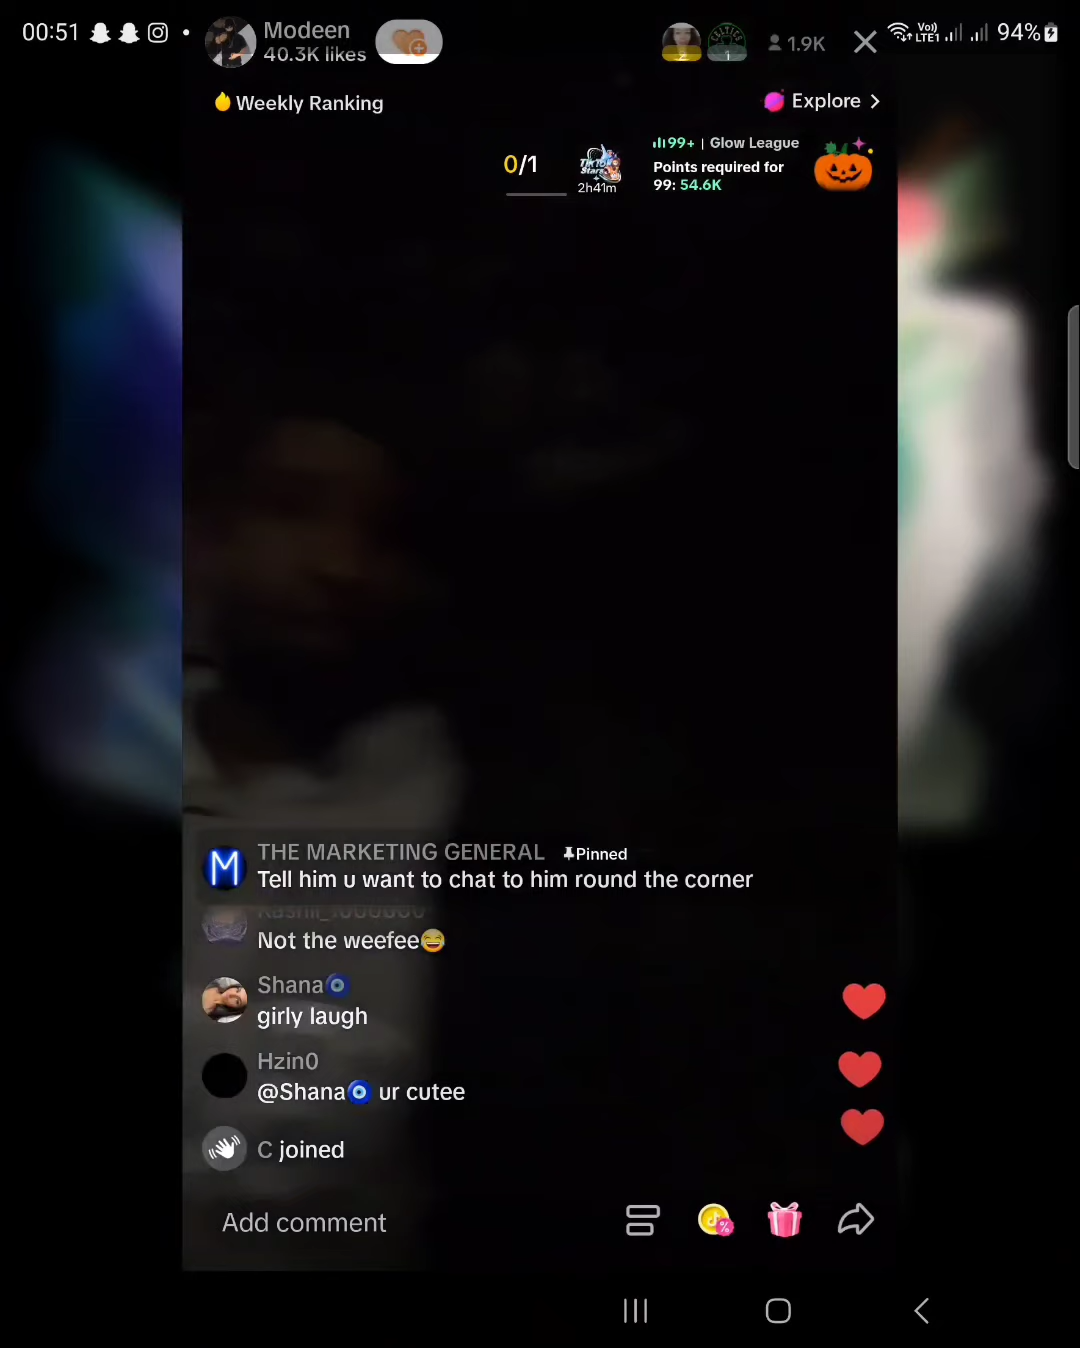 00:51
94%
Modeen
40.3K likes
2
1
1.9K
Weekly Ranking
Explore
0/1
2h41m
99+ | Glow League
Points required for
99: 54.6K
THE MARKETING GENERAL Pinned
Tell him u want to chat to him round the corner
Not the weefee😂
Shana🧿
girly laugh
Hzin0
@Shana🧿 ur cutee
C joined
Add comment